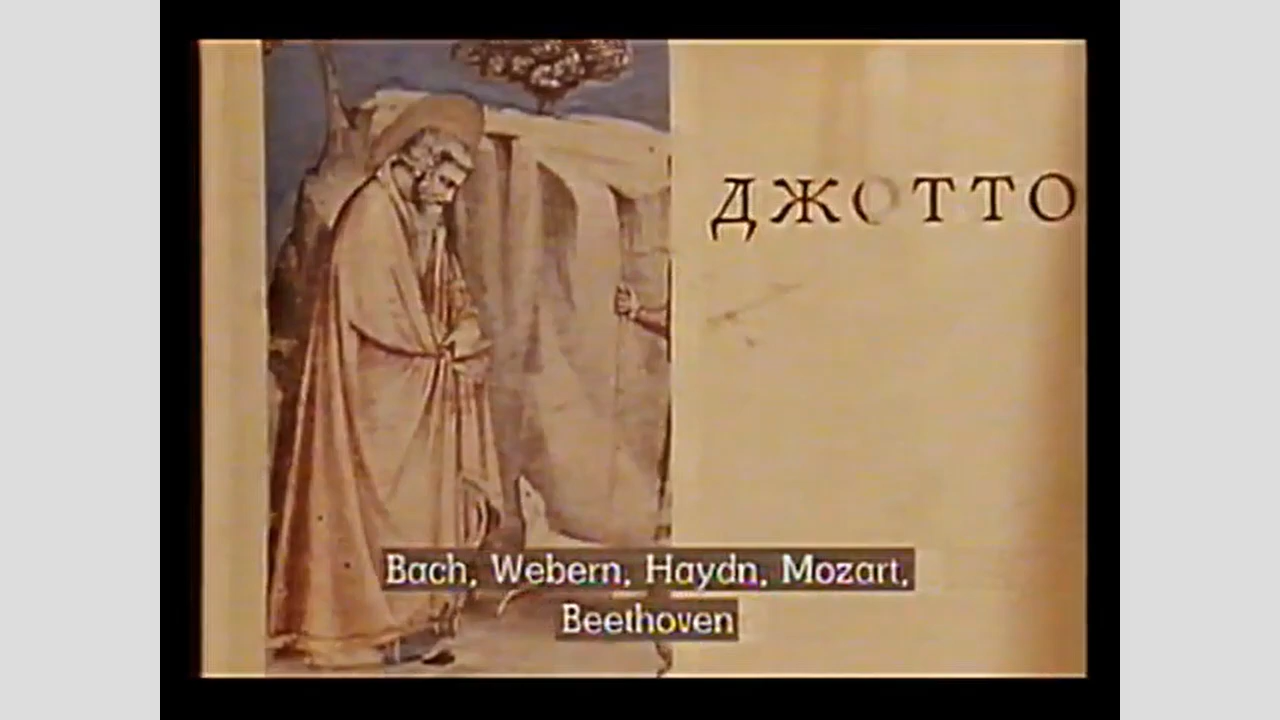 ДЖОТТО
Bach, Webern, Haydn, Mozart,
Beethoven